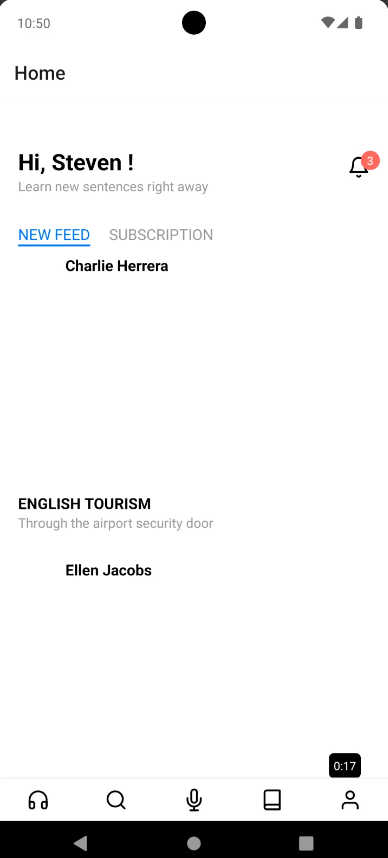 10:50
Home
Hi, Steven !
3
Learn new sentences right away
NEW FEED SUBSCRIPTION
Charlie Herrera
ENGLISH TOURISM
Through the airport security door
Ellen Jacobs
0:17